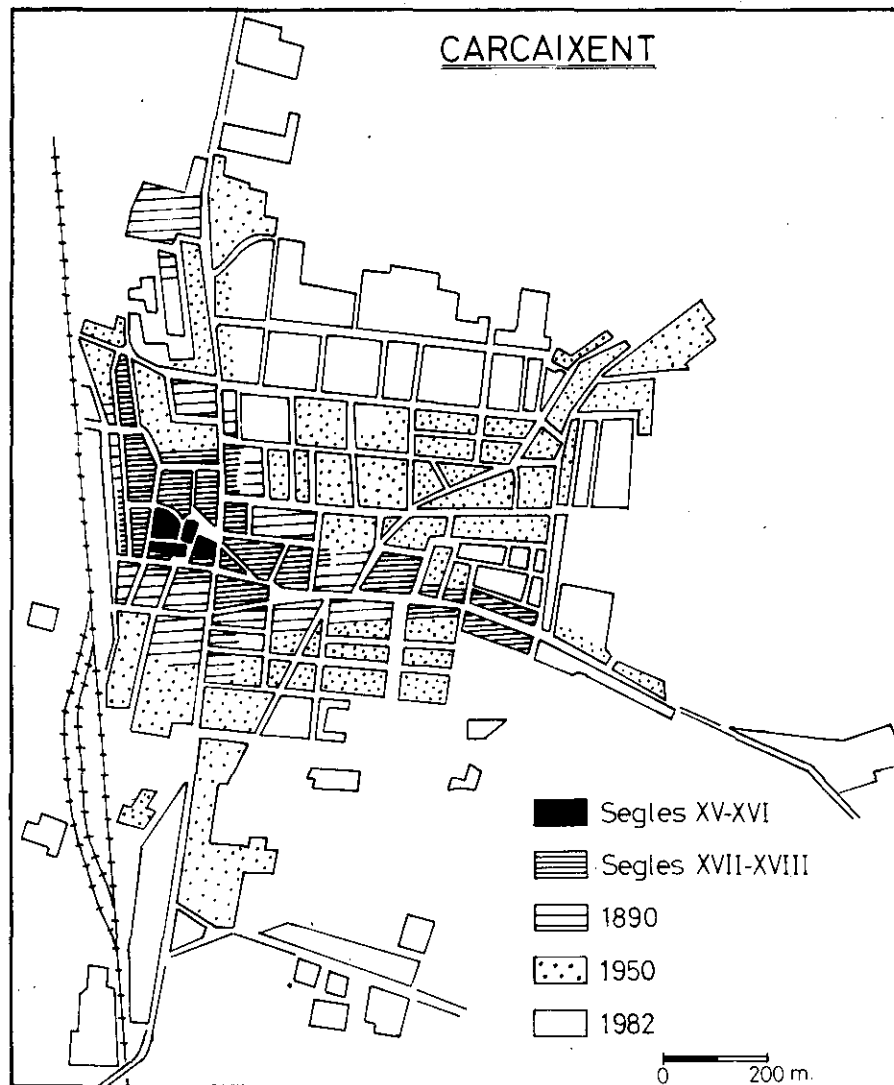 CARCAIXENT
Segles XV-XVI
Segles XVII-XVIII
1890
1950
1982
0 200 m.